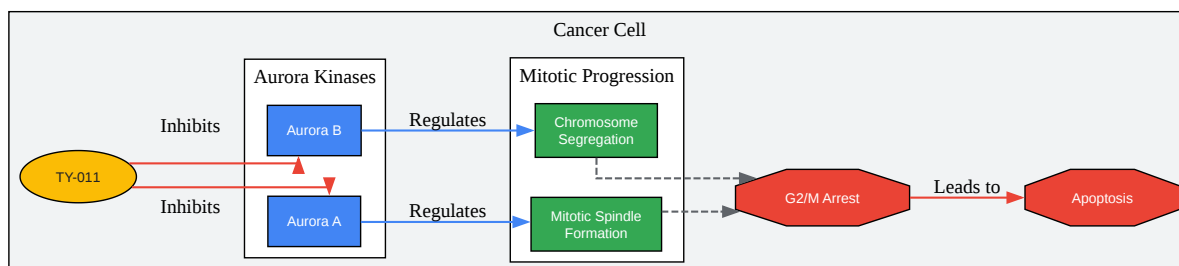 Cancer Cell
Aurora Kinases
Mitotic Progression
Inhibits
Aurora B
Regulates
Chromosome
Segregation
TY-011
Inhibits
Aurora A
Regulates
Mitotic Spindle
Formation
G2/M Arrest
Leads to
Apoptosis